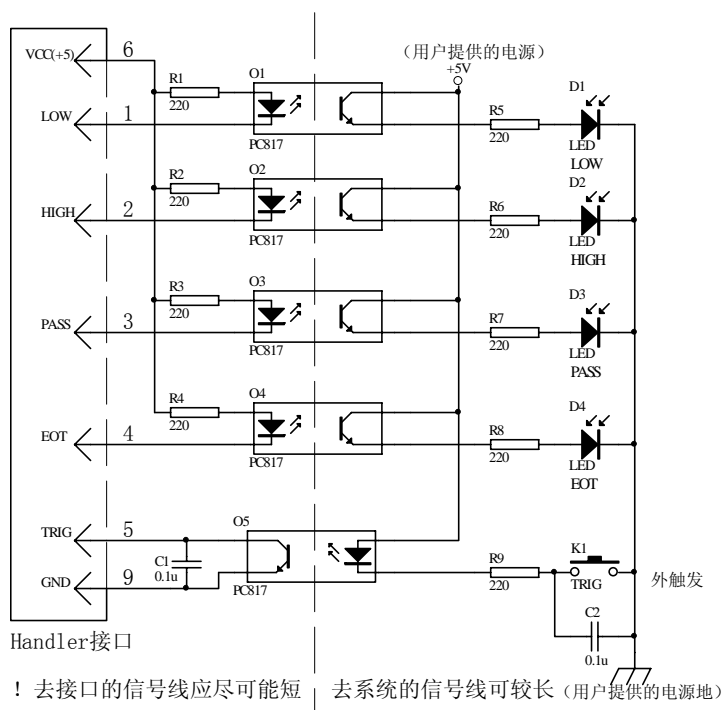 (用户提供的电源)
+5V
VCC(+5)
6
R1
220
O1
PC817
LOW
1
R5
220
D1
LED
LOW
R2
220
O2
PC817
HIGH
2
R6
220
D2
LED
HIGH
R3
220
O3
PC817
PASS
3
R7
220
D3
LED
PASS
R4
220
O4
PC817
EOT
4
R8
220
D4
LED
EOT
TRIG
5
O5
PC817
C1
0.1u
GND
9
R9
220
K1
TRIG
外触发
C2
0.1u
Handler接口
！去接口的信号线应尽可能短
去系统的信号线可较长(用户提供的电源地)